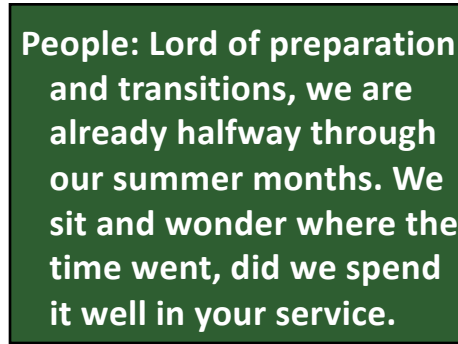 People: Lord of preparation
and transitions, we are
already halfway through
our summer months. We
sit and wonder where the
time went, did we spend
it well in your service.